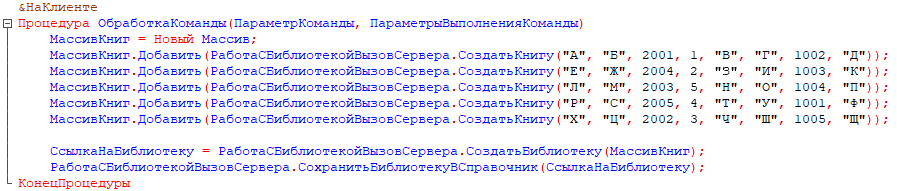 &НаКлиенте
Процедура ОбработкаКоманды(ПараметрКоманды, ПараметрыВыполненияКоманды)
МассивКниг = Новый Массив;
МассивКниг.Добавить(РаботаСБиблиотекойВызовСервера.СоздатьКнигу("А", "Б", 2001, 1, "В", "Г", 1002, "Д"));
МассивКниг.Добавить(РаботаСБиблиотекойВызовСервера.СоздатьКнигу("Е", "Ж", 2004, 2, "З", "И", 1003, "К"));
МассивКниг.Добавить(РаботаСБиблиотекойВызовСервера.СоздатьКнигу("Л", "М", 2003, 5, "Н", "О", 1004, "П"));
МассивКниг.Добавить(РаботаСБиблиотекойВызовСервера.СоздатьКнигу("Р", "С", 2005, 4, "Т", "У", 1001, "Ф"));
МассивКниг.Добавить(РаботаСБиблиотекойВызовСервера.СоздатьКнигу("Х", "Ц", 2002, 3, "Ч", "Ш", 1005, "Щ"));
СсылкаНаБиблиотеку = РаботаСБиблиотекойВызовСервера.СоздатьБиблиотеку(МассивКниг);
РаботаСБиблиотекойВызовСервера.СохранитьБиблиотекуВСправочник(СсылкаНаБиблиотеку);
КонецПроцедуры